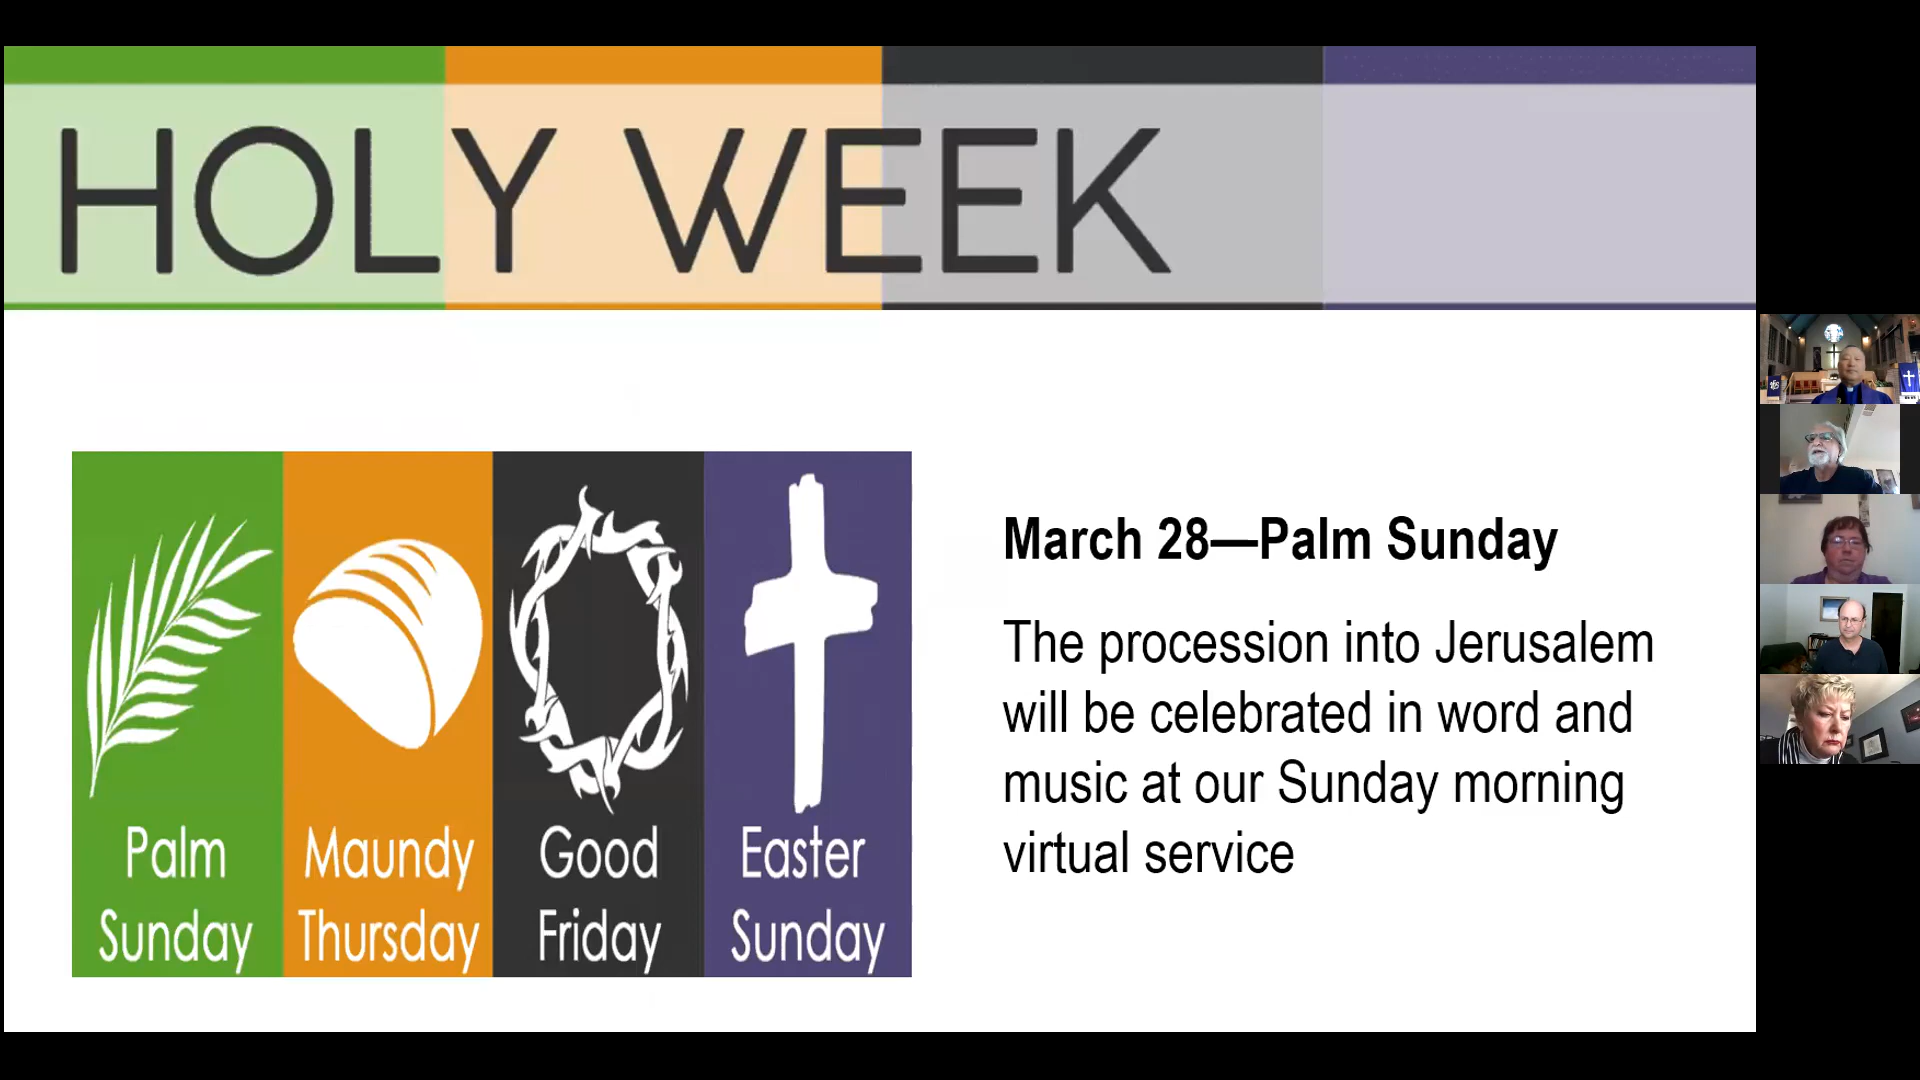 HOLY WEEK
Palm
Sunday
Maundy
Thursday
Good
Friday
Easter
Sunday
March 28—Palm Sunday
The procession into Jerusalem
will be celebrated in word and
music at our Sunday morning
virtual service